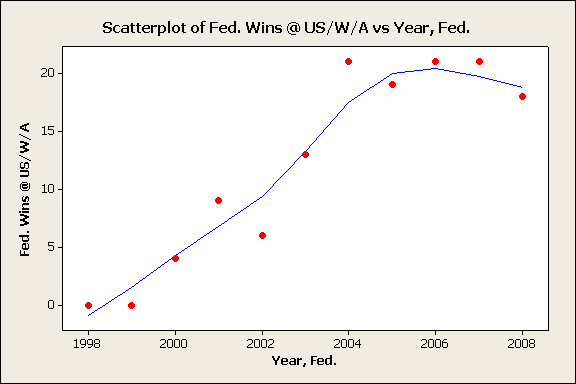 Scatterplot of Fed. Wins @ US/W/A vs Year, Fed.
20
15
10
5
0
Fed. Wins @ US/W/A
1998 2000 2002 2004 2006 2008
Year, Fed.